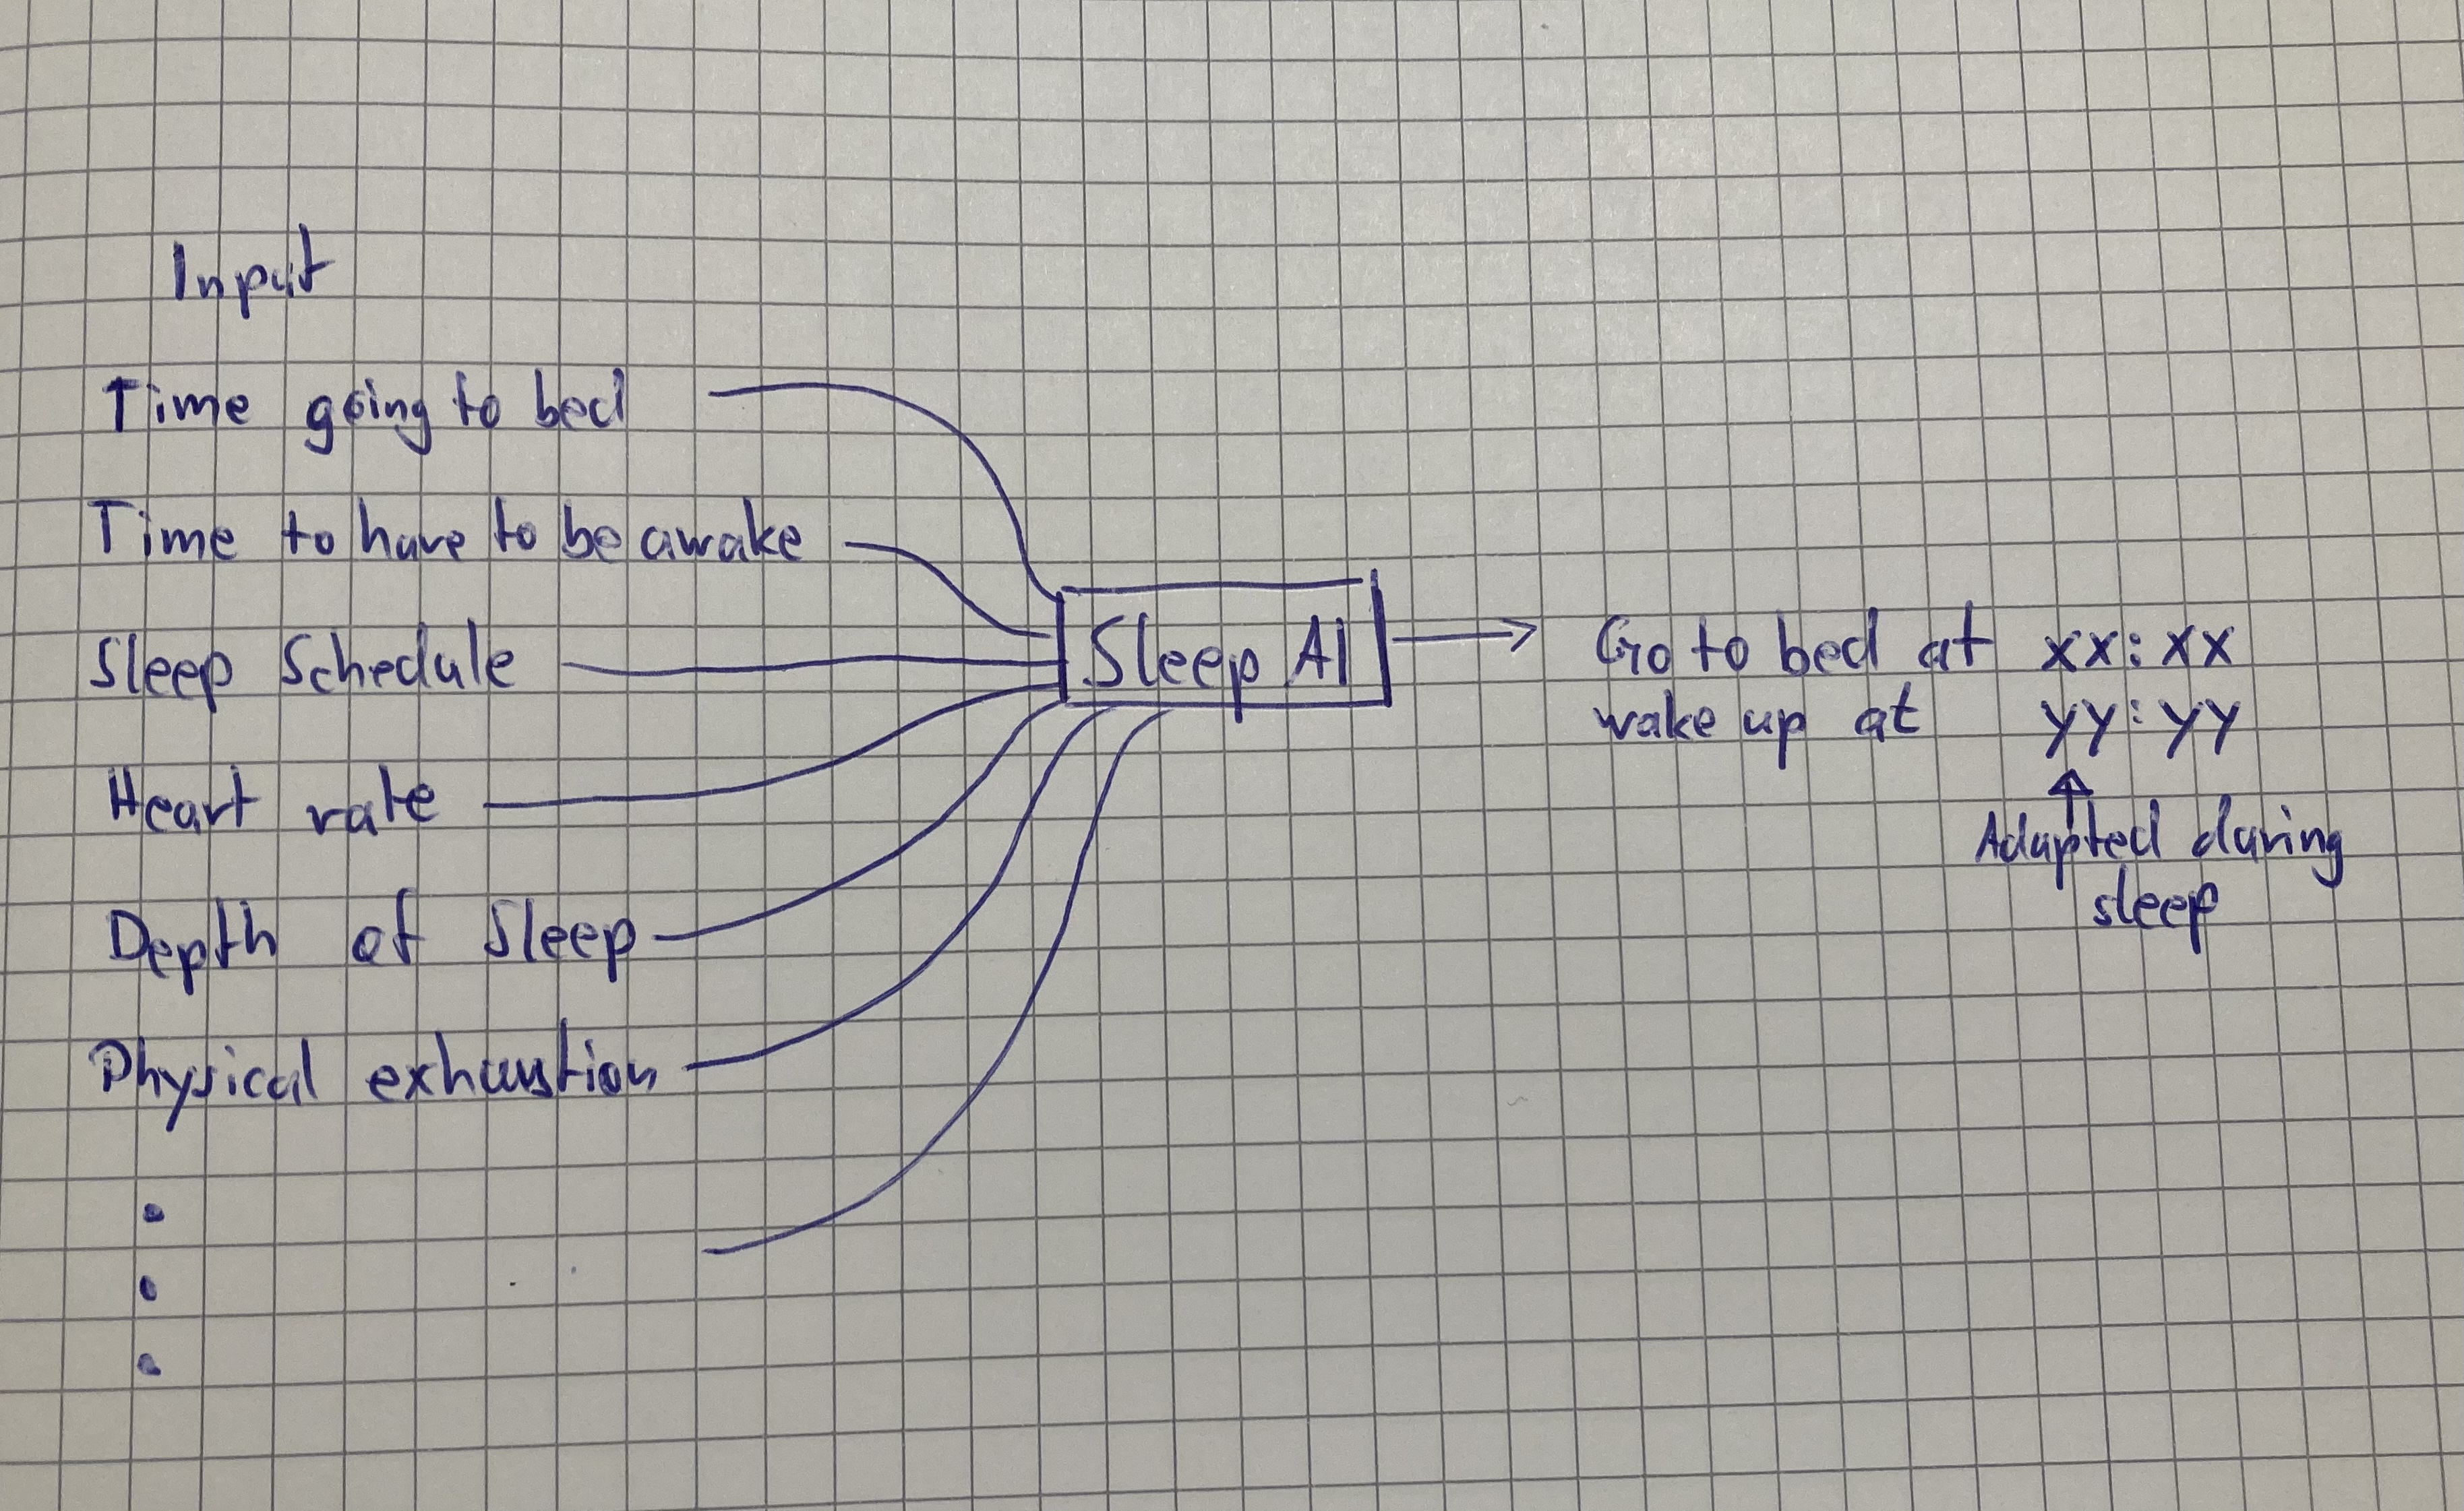 Input
Time going to bed
Time to have to be awake
Sleep Schedule
Heart rate
Depth of Sleep
Physical exhaustion
Sleep AI
Go to bed at xx:xx
wake up at yy:yy
Adapted during
sleep